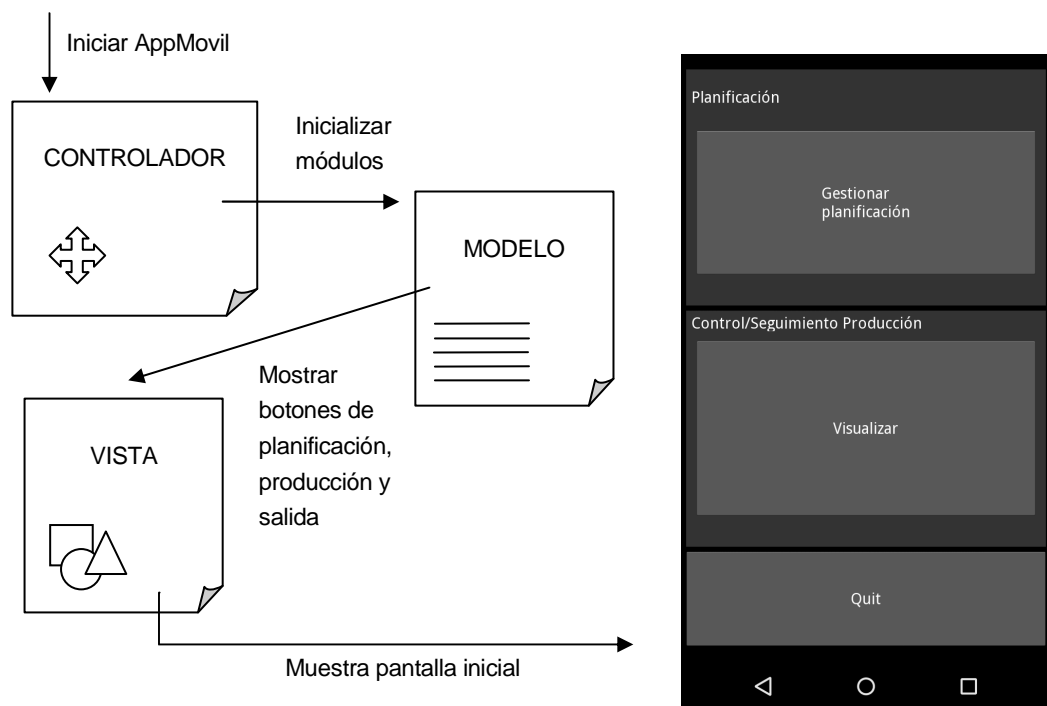 Iniciar AppMovil
CONTROLADOR
Inicializar
módulos
MODELO
Mostrar
botones de
planificación,
producción y
salida
VISTA
Muestra pantalla inicial
Planificación
Gestionar
planificación
Control/Seguimiento Producción
Visualizar
Quit